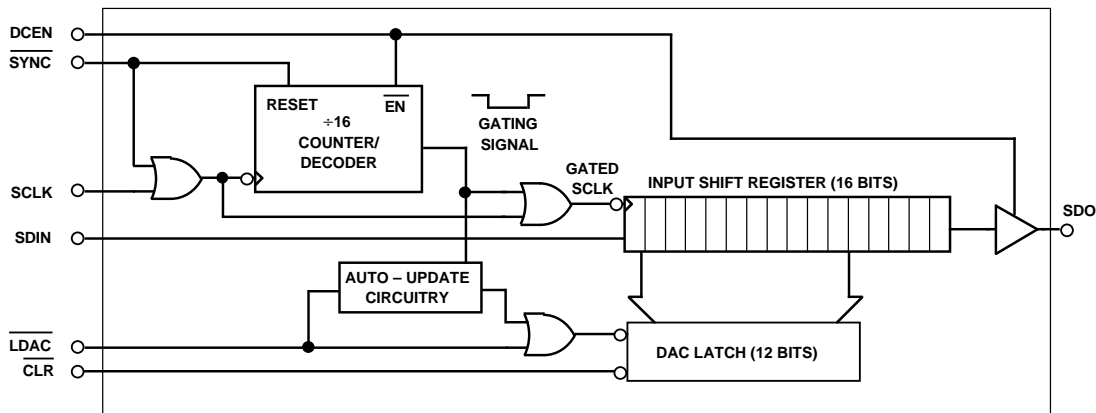 DCEN
SYNC
RESET
EN
÷16
COUNTER/
DECODER
GATING
SIGNAL
SCLK
GATED
SCLK
INPUT SHIFT REGISTER (16 BITS)
SDO
SDIN
AUTO – UPDATE
CIRCUITRY
LDAC
DAC LATCH (12 BITS)
CLR